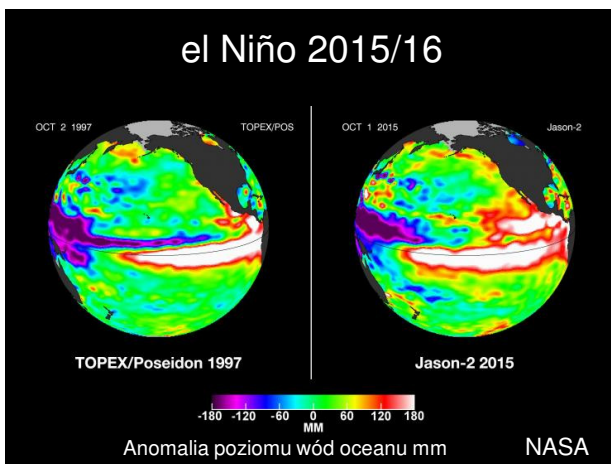 el Niño 2015/16
OCT 2 1997 TOPEX/POS
OCT 1 2015 Jason-2
TOPEX/Poseidon 1997
Jason-2 2015
-180 -120 -60 0 60 120 180
MM
Anomalia poziomu wód oceanu mm NASA